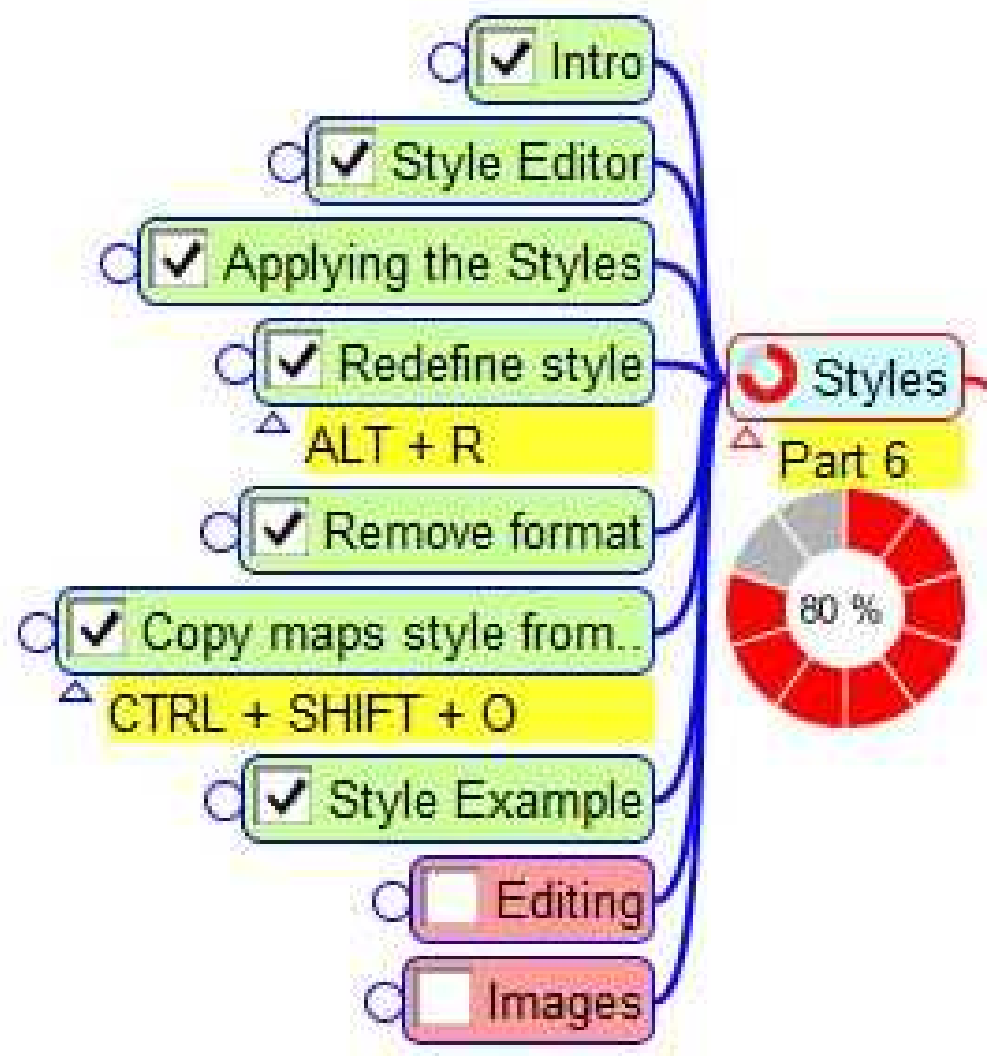 Intro
Style Editor
Applying the Styles
Redefine style
ALT + R
Remove format
Copy maps style from..
CTRL + SHIFT + O
Style Example
Editing
Images
Styles
Part 6
80 %